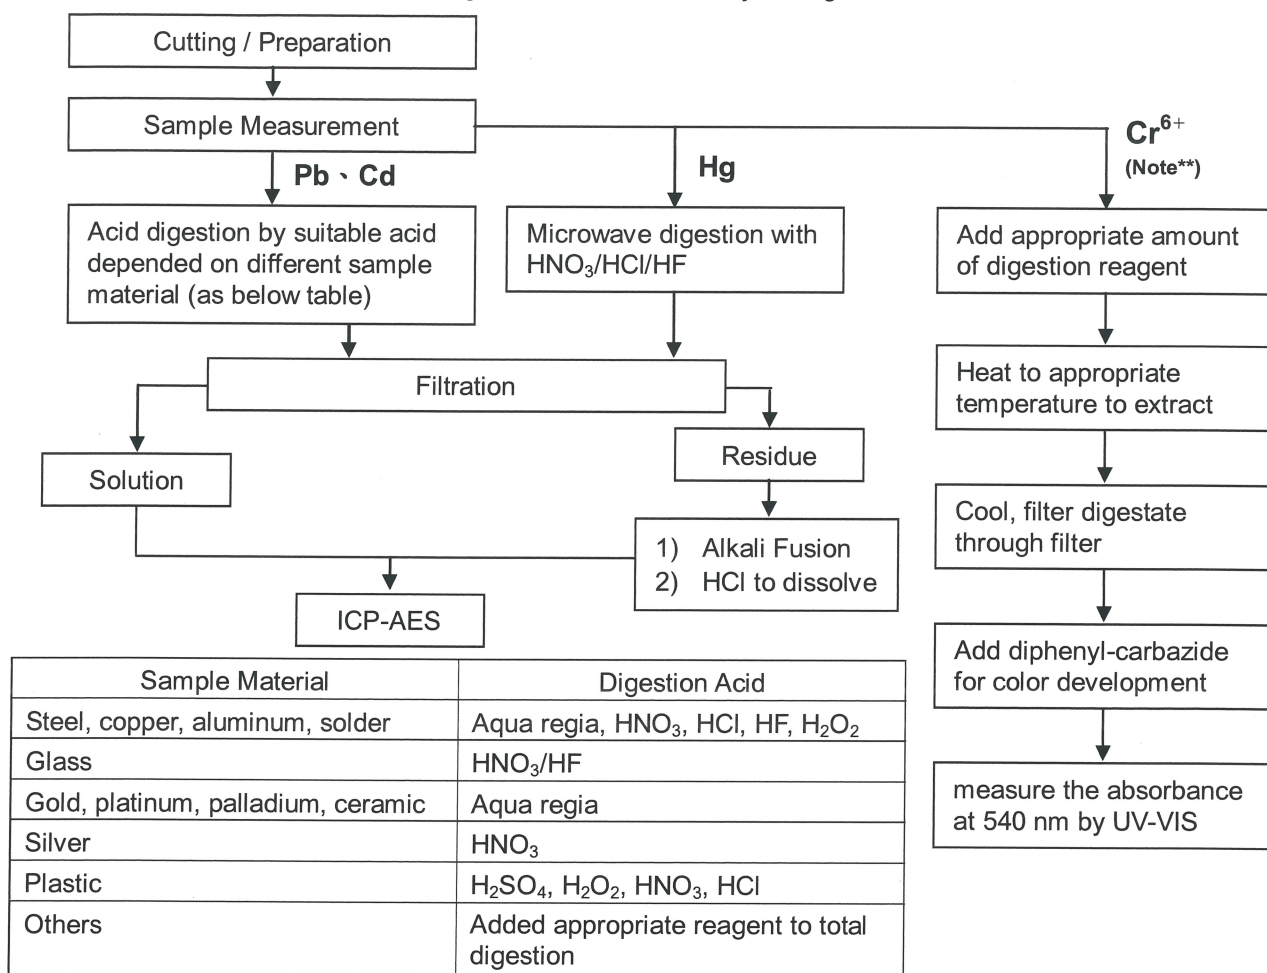 Cutting / Preparation
Sample Measurement
Pb、Cd
Hg
Cr⁶⁺
(Note**)
Acid digestion by suitable acid
depended on different sample
material (as below table)
Microwave digestion with
HNO₃/HCl/HF
Add appropriate amount
of digestion reagent
Filtration
Heat to appropriate
temperature to extract
Solution
Residue
1) Alkali Fusion
2) HCl to dissolve
Cool, filter digestate
through filter
ICP-AES
Add diphenyl-carbazide
for color development
measure the absorbance
at 540 nm by UV-VIS
Sample Material Digestion Acid
Steel, copper, aluminum, solder Aqua regia, HNO₃, HCl, HF, H₂O₂
Glass HNO₃/HF
Gold, platinum, palladium, ceramic Aqua regia
Silver HNO₃
Plastic H₂SO₄, H₂O₂, HNO₃, HCl
Others Added appropriate reagent to total
digestion